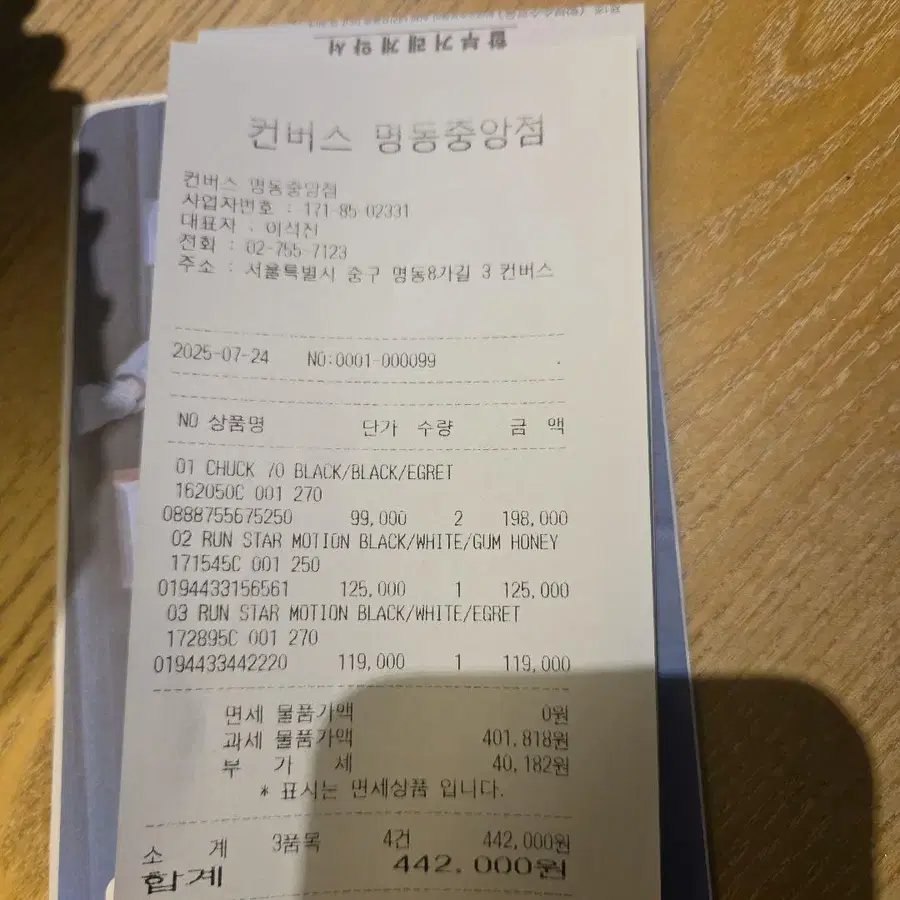 할부거래계약서
컨버스 명동중앙점
컨버스 명동중앙점
사업자번호 : 171-85-02331
대표자 : 이석진
전화 : 02-755-7123
주소 : 서울특별시 중구 명동8가길 3 컨버스
2025-07-24 NO:0001-000099
NO 상품명 단가 수량 금 액
01 CHUCK 70 BLACK/BLACK/EGRET
162050C 001 270
0888755675250 99,000 2 198,000
02 RUN STAR MOTION BLACK/WHITE/GUM HONEY
171545C 001 250
0194433156561 125,000 1 125,000
03 RUN STAR MOTION BLACK/WHITE/EGRET
172895C 001 270
0194433442220 119,000 1 119,000
면세 물품가액 0원
과세 물품가액 401,818원
부 가 세 40,182원
* 표시는 면세상품 입니다.
소 계 3품목 4건 442,000원
합계 442,000원